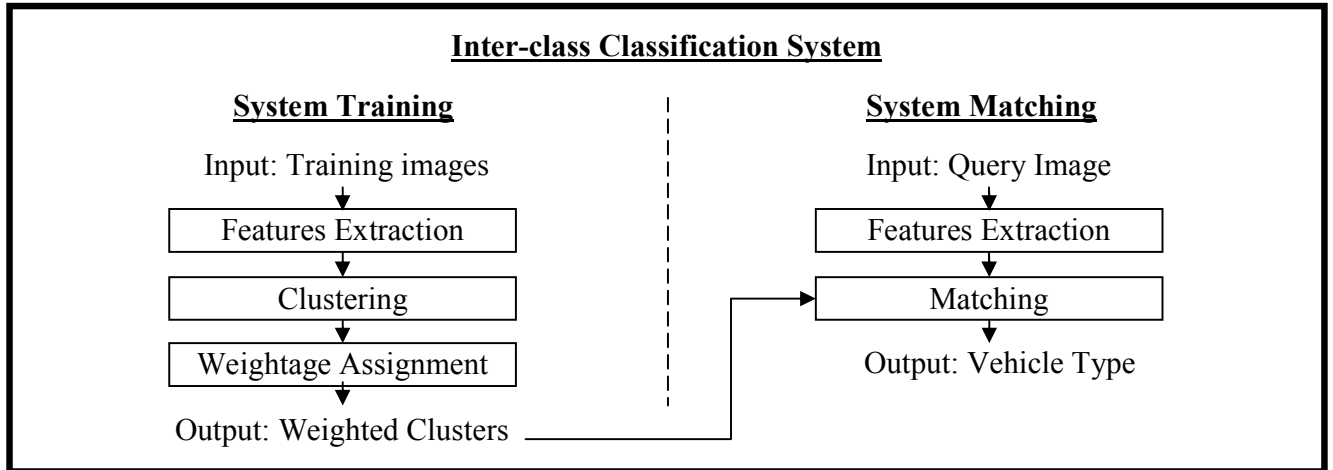 Inter-class Classification System
System Training
Input: Training images
Features Extraction
Clustering
Weightage Assignment
Output: Weighted Clusters
System Matching
Input: Query Image
Features Extraction
Matching
Output: Vehicle Type